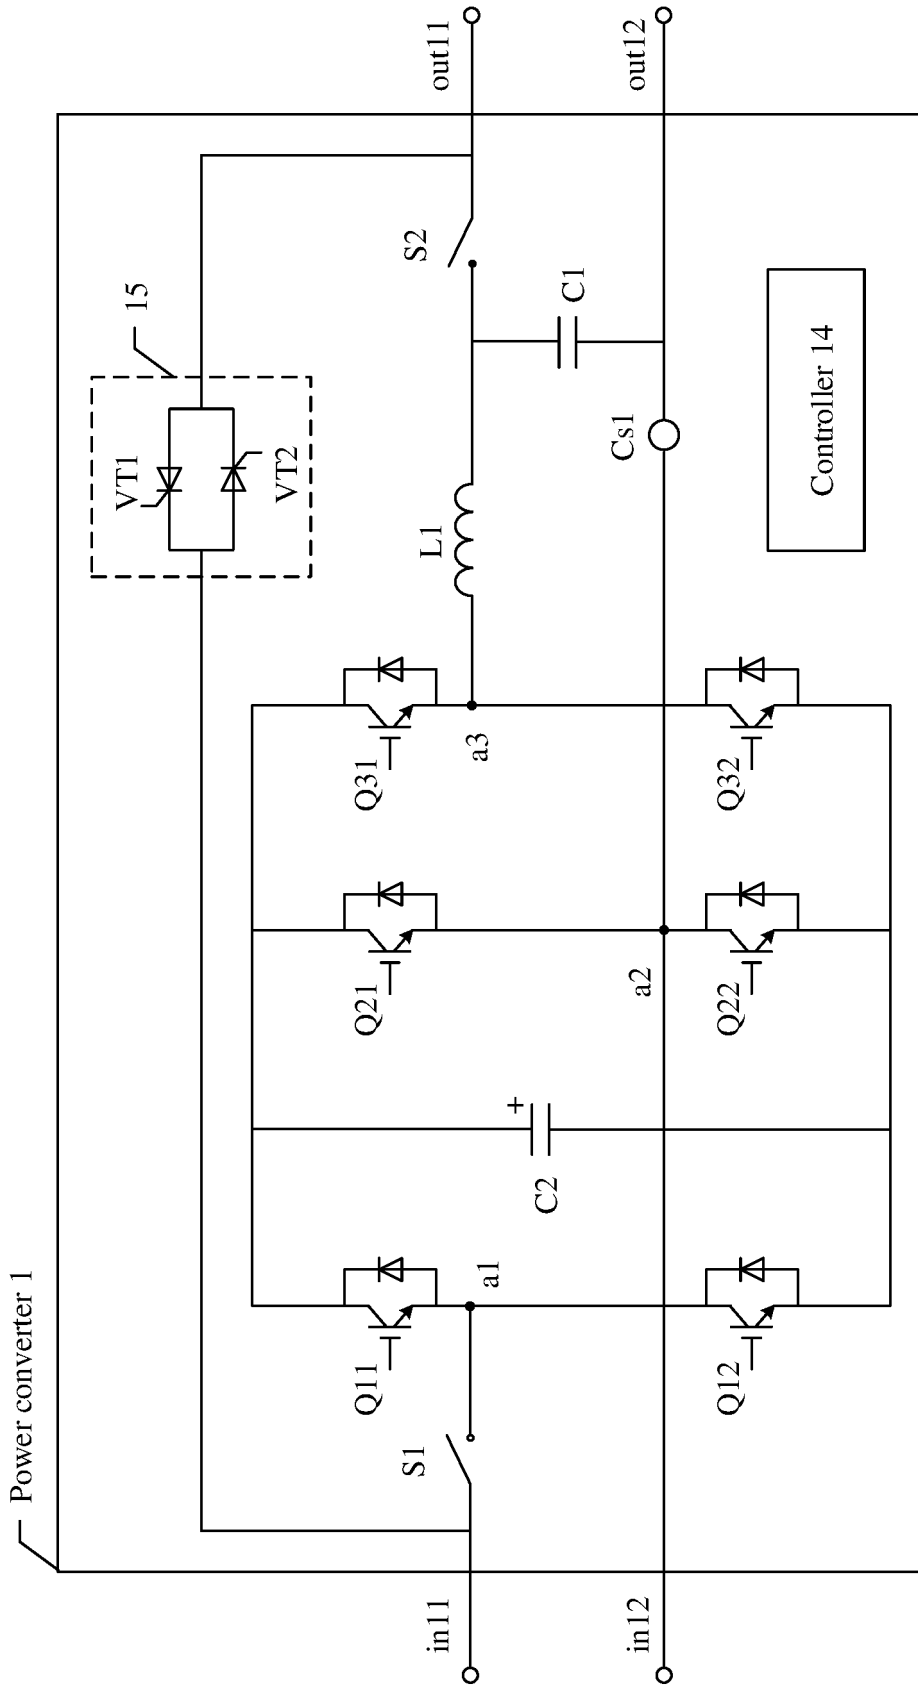 Power converter 1
15
VT1
VT2
out11
S2
L1
C1
out12
Cs1
Controller 14
Q31
a3
Q32
Q21
a2
Q22
+
C2
Q11
a1
Q12
S1
in11
in12